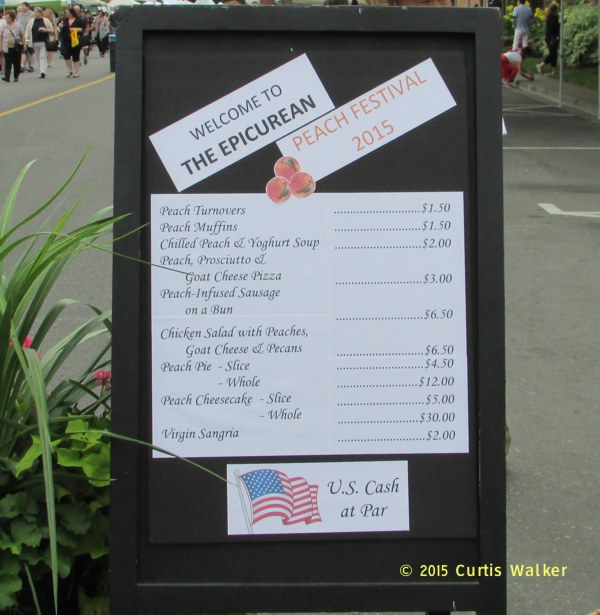 WELCOME TO
THE EPICUREAN
PEACH FESTIVAL
2015
Peach Turnovers ........................$1.50
Peach Muffins ........................$1.50
Chilled Peach & Yoghurt Soup ........................$2.00
Peach, Prosciutto &
Goat Cheese Pizza ........................$3.00
Peach-Infused Sausage
on a Bun ........................$6.50
Chicken Salad with Peaches,
Goat Cheese & Pecans ........................$6.50
Peach Pie - Slice ........................$4.50
- Whole ........................$12.00
Peach Cheesecake - Slice ........................$5.00
- Whole ........................$30.00
Virgin Sangria ........................$2.00
U.S. Cash
at Par
© 2015 Curtis Walker